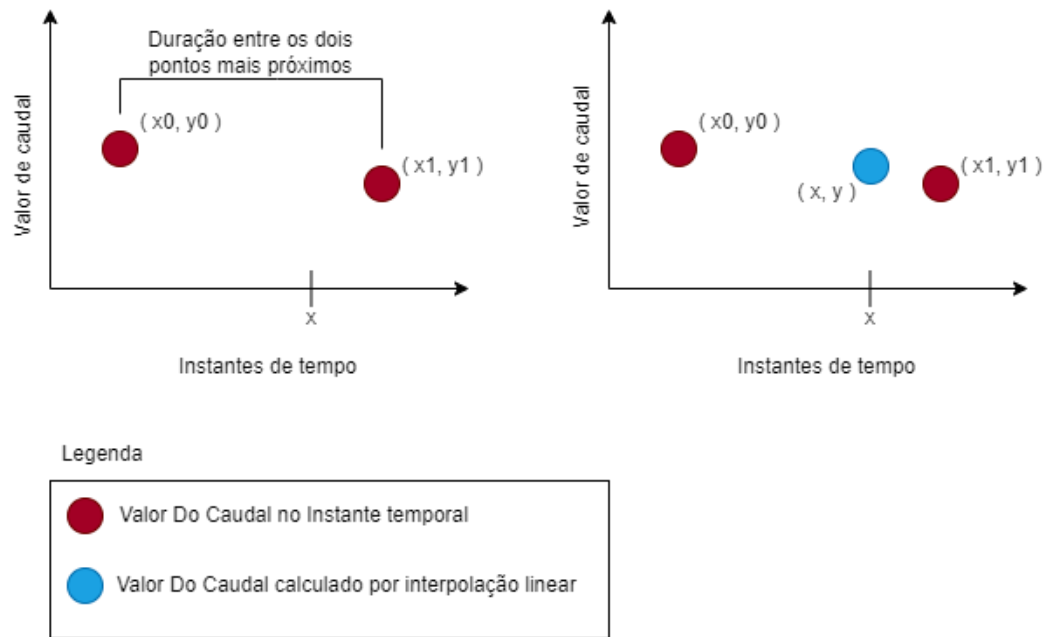 Duração entre os dois
pontos mais próximos
Valor de caudal
( x0, y0 )
( x1, y1 )
x
Instantes de tempo
Valor de caudal
( x0, y0 )
( x, y )
( x1, y1 )
x
Instantes de tempo
Legenda
Valor Do Caudal no Instante temporal
Valor Do Caudal calculado por interpolação linear